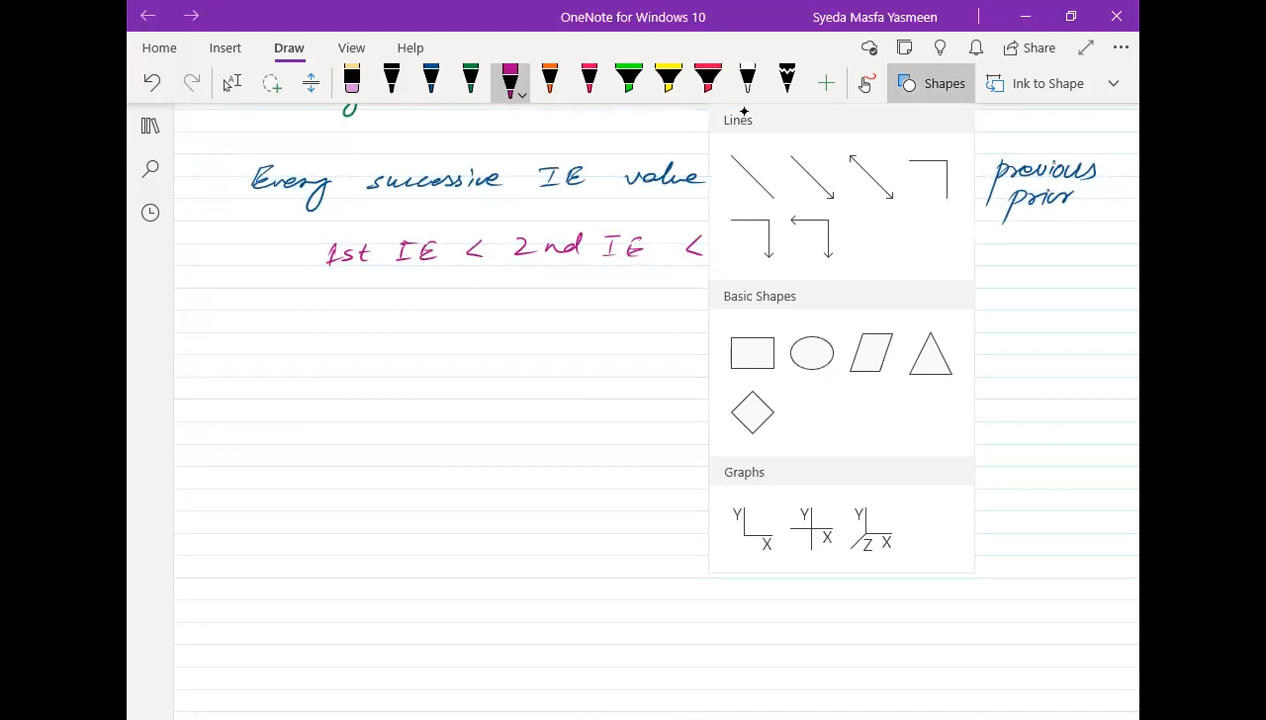 OneNote for Windows 10
Syeda Masfa Yasmeen
Home Insert Draw View Help
Share
Shapes
Ink to Shape
Lines
Every successive IE value
previous
prior
1st IE < 2nd IE <
Basic Shapes
Graphs
Y X
Y X
Y Z X